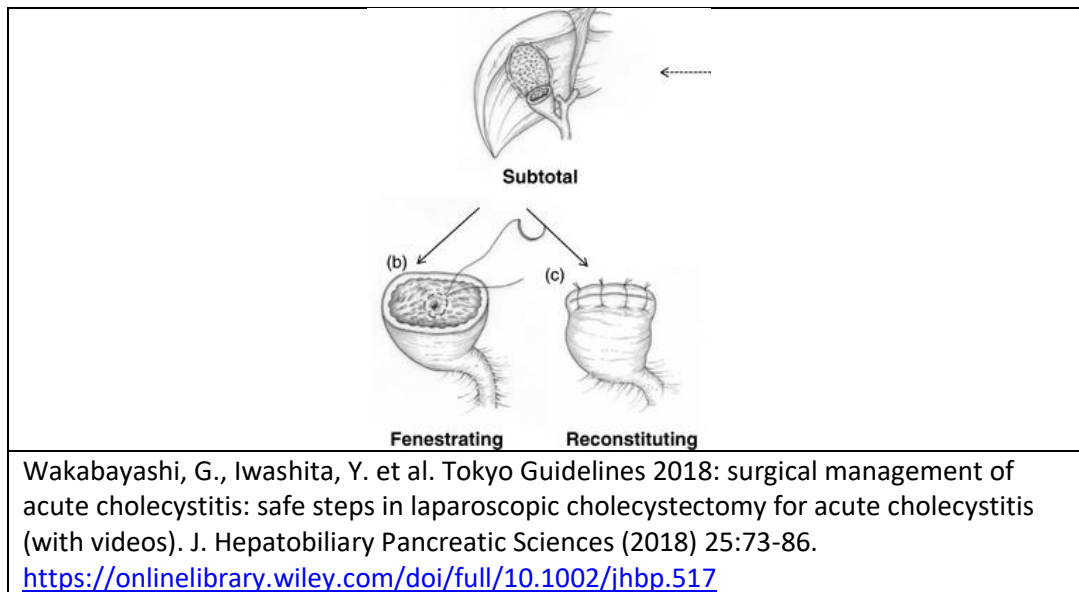 Subtotal
(b)
(c)
Fenestrating Reconstituting
Wakabayashi, G., Iwashita, Y. et al. Tokyo Guidelines 2018: surgical management of
acute cholecystitis: safe steps in laparoscopic cholecystectomy for acute cholecystitis
(with videos). J. Hepatobiliary Pancreatic Sciences (2018) 25:73-86.
https://onlinelibrary.wiley.com/doi/full/10.1002/jhbp.517